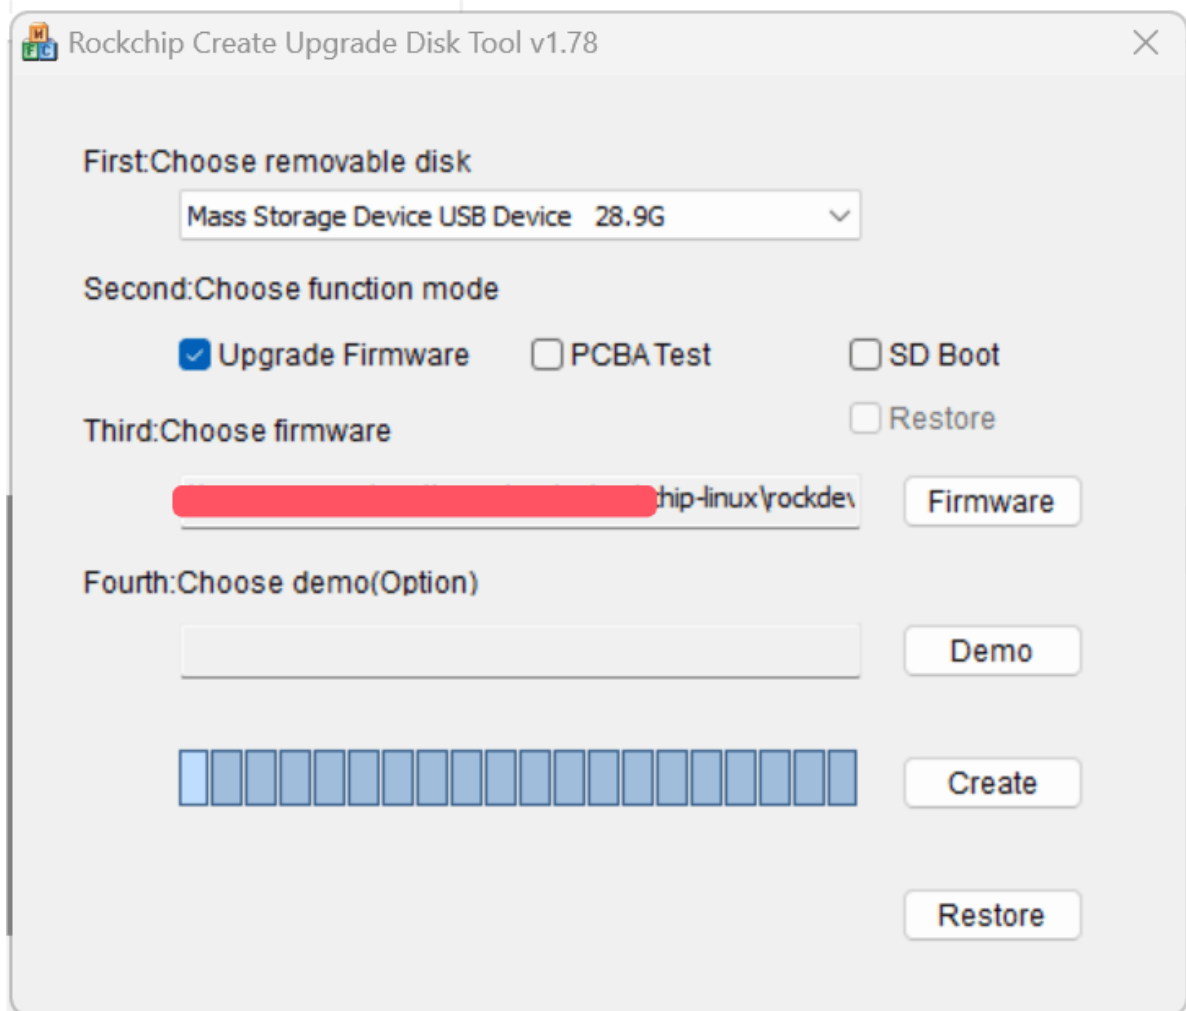 Rockchip Create Upgrade Disk Tool v1.78
First:Choose removable disk
Mass Storage Device USB Device 28.9G
Second:Choose function mode
Upgrade Firmware PCBA Test SD Boot
Restore
Third:Choose firmware
hip-linux\rockdev Firmware
Fourth:Choose demo(Option)
Demo
Create
Restore